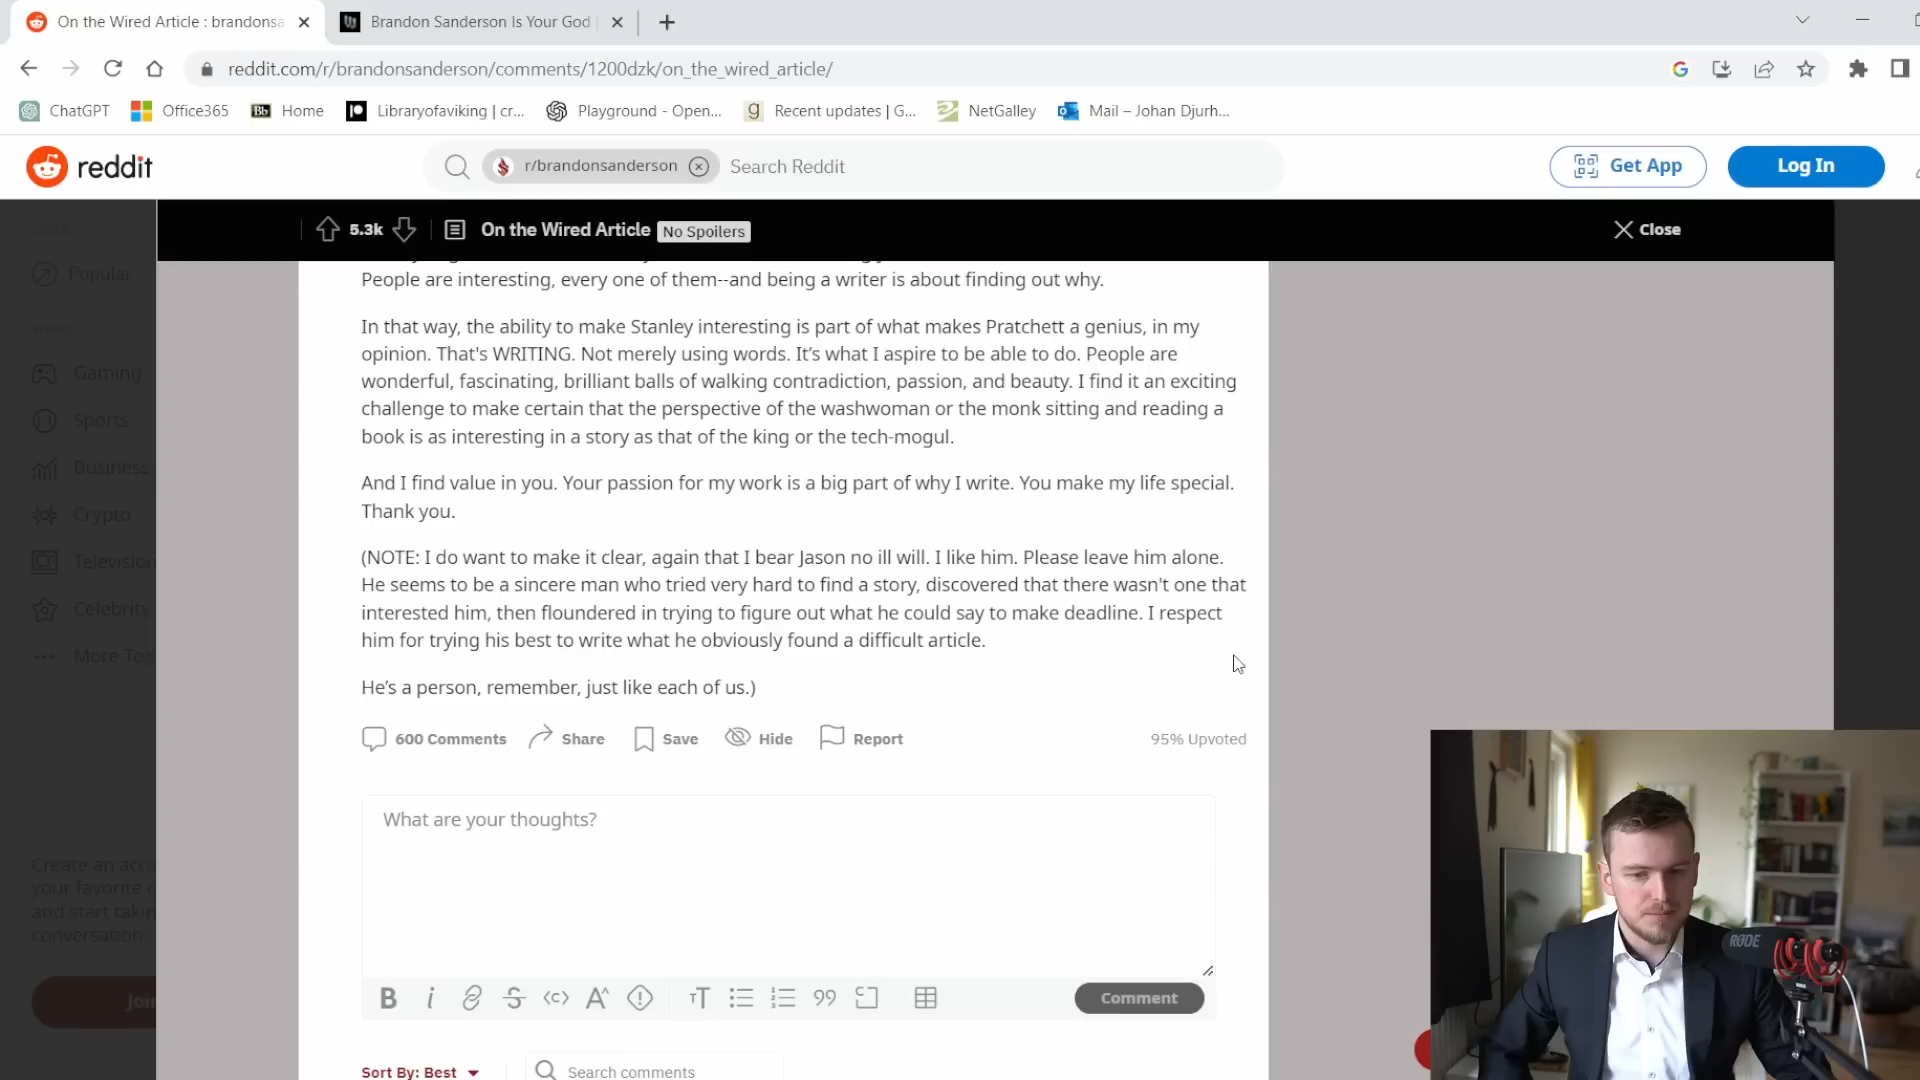 On the Wired Article : brandonsa
Brandon Sanderson Is Your God
reddit.com/r/brandonsanderson/comments/1200dzk/on_the_wired_article/
ChatGPT
Office365
Bb Home
Libraryofaviking | cr...
Playground - Open...
g Recent updates | G...
NetGalley
Mail – Johan Djurh...
reddit
r/brandonsanderson
Search Reddit
Get App
Log In
5.3k
On the Wired Article
No Spoilers
Close
Popular
Gaming
Sports
Business
Crypto
Television
Celebrity
More To
People are interesting, every one of them--and being a writer is about finding out why.
In that way, the ability to make Stanley interesting is part of what makes Pratchett a genius, in my
opinion. That's WRITING. Not merely using words. It’s what I aspire to be able to do. People are
wonderful, fascinating, brilliant balls of walking contradiction, passion, and beauty. I find it an exciting
challenge to make certain that the perspective of the washwoman or the monk sitting and reading a
book is as interesting in a story as that of the king or the tech-mogul.
And I find value in you. Your passion for my work is a big part of why I write. You make my life special.
Thank you.
(NOTE: I do want to make it clear, again that I bear Jason no ill will. I like him. Please leave him alone.
He seems to be a sincere man who tried very hard to find a story, discovered that there wasn't one that
interested him, then floundered in trying to figure out what he could say to make deadline. I respect
him for trying his best to write what he obviously found a difficult article.
He’s a person, remember, just like each of us.)
600 Comments
Share
Save
Hide
Report
95% Upvoted
What are your thoughts?
Create an acc
your favorite c
and start takin
conversation
Join
Comment
Sort By: Best
Search comments
RØDE